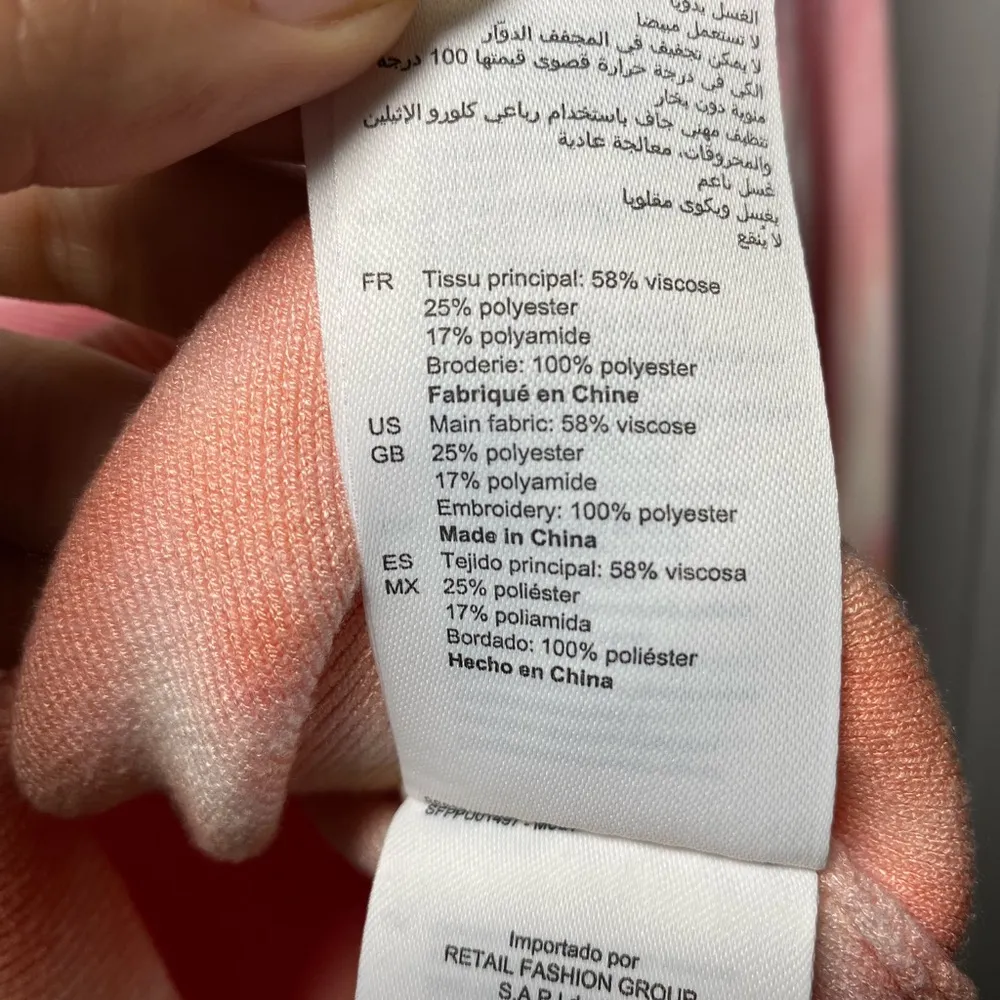 الغسل يدويا
لا تستعمل مبيضا
لا يمكن تجفيف في المجفف الدوّار
الكي في درجة حرارة قصوى قيمتها 100 درجة
مئوية دون بخار
تنظيف مهني جاف باستخدام رباعي كلورو الإثيلين
والمحروقات، معالجة عادية
غسل ناعم
يغسل ويكوى مقلوبا
لا ينقع
FR Tissu principal: 58% viscose
25% polyester
17% polyamide
Broderie: 100% polyester
Fabriqué en Chine
US Main fabric: 58% viscose
GB 25% polyester
17% polyamide
Embroidery: 100% polyester
Made in China
ES Tejido principal: 58% viscosa
MX 25% poliéster
17% poliamida
Bordado: 100% poliéster
Hecho en China
Importado por
RETAIL FASHION GROUP